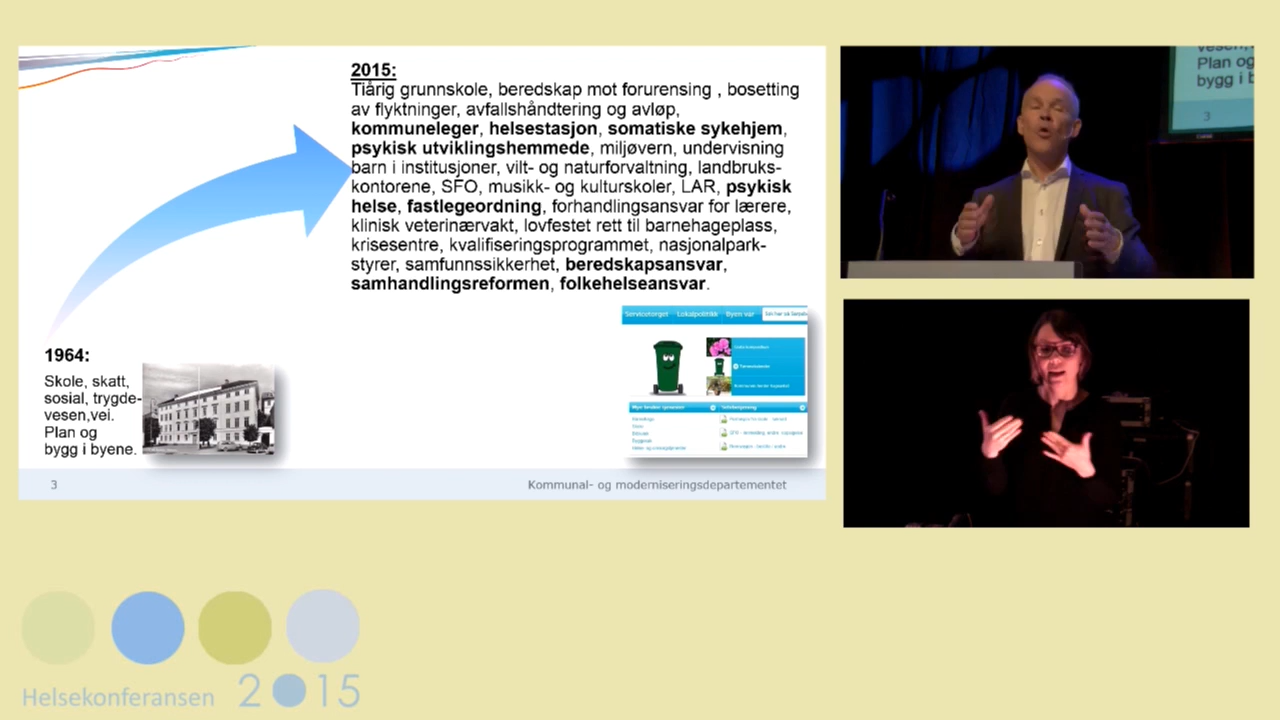 2015:
Tiårig grunnskole, beredskap mot forurensing , bosetting
av flyktninger, avfallshåndtering og avløp,
kommuneleger, helsestasjon, somatiske sykehjem,
psykisk utviklingshemmede, miljøvern, undervisning
barn i institusjoner, vilt- og naturforvaltning, landbruks-
kontorene, SFO, musikk- og kulturskoler, LAR, psykisk
helse, fastlegeordning, forhandlingsansvar for lærere,
klinisk veterinærvakt, lovfestet rett til barnehageplass,
krisesentre, kvalifiseringsprogrammet, nasjonalpark-
styrer, samfunnssikkerhet, beredskapsansvar,
samhandlingsreformen, folkehelseansvar.
1964:
Skole, skatt,
sosial, trygde-
vesen,vei.
Plan og
bygg i byene.
Servicetorget Lokalpolitikk Byen vår
3
Kommunal- og moderniseringsdepartementet
vesen,
Plan og
bygg i b
3
Helsekonferansen 2015